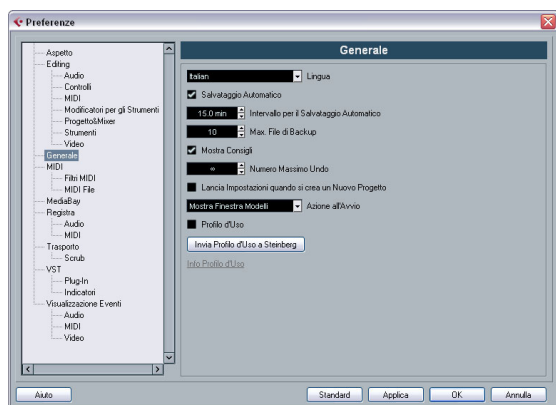 Preferenze
Aspetto
Editing
Audio
Controlli
MIDI
Modificatori per gli Strumenti
Progetto&Mixer
Strumenti
Video
Generale
MIDI
Filtri MIDI
MIDI File
MediaBay
Registra
Audio
MIDI
Trasporto
Scrub
VST
Plug-In
Indicatori
Visualizzazione Eventi
Audio
MIDI
Video
Generale
Italian Lingua
Salvataggio Automatico
15.0 min Intervallo per il Salvataggio Automatico
10 Max. File di Backup
Mostra Consigli
∞ Numero Massimo Undo
Lancia Impostazioni quando si crea un Nuovo Progetto
Mostra Finestra Modelli Azione all'Avvio
Profilo d'Uso
Invia Profilo d'Uso a Steinberg
Info Profilo d'Uso
Aiuto Standard Applica OK Annulla